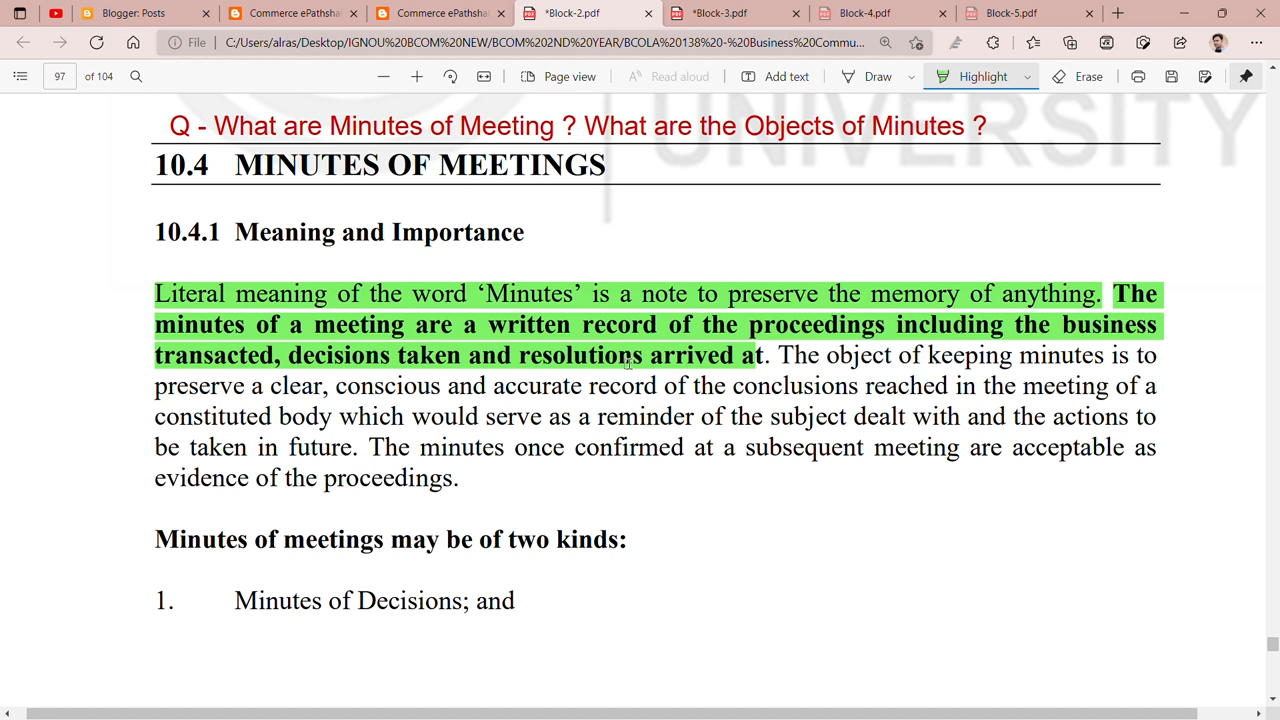 Blogger: Posts
Commerce ePathsha
Commerce ePathsha
*Block-2.pdf
*Block-3.pdf
Block-4.pdf
Block-5.pdf
File
C:/Users/alras/Desktop/IGNOU%20BCOM%20NEW/BCOM%202ND%20YEAR/BCOLA%20138%20-%20Business%20Commu...
97
of 104
Page view
Read aloud
Add text
Draw
Highlight
Erase
UNIVERSITY
Q - What are Minutes of Meeting ? What are the Objects of Minutes ?
10.4 MINUTES OF MEETINGS
10.4.1 Meaning and Importance
Literal meaning of the word ‘Minutes’ is a note to preserve the memory of anything. The
minutes of a meeting are a written record of the proceedings including the business
transacted, decisions taken and resolutions arrived at. The object of keeping minutes is to
preserve a clear, conscious and accurate record of the conclusions reached in the meeting of a
constituted body which would serve as a reminder of the subject dealt with and the actions to
be taken in future. The minutes once confirmed at a subsequent meeting are acceptable as
evidence of the proceedings.
Minutes of meetings may be of two kinds:
1. Minutes of Decisions; and